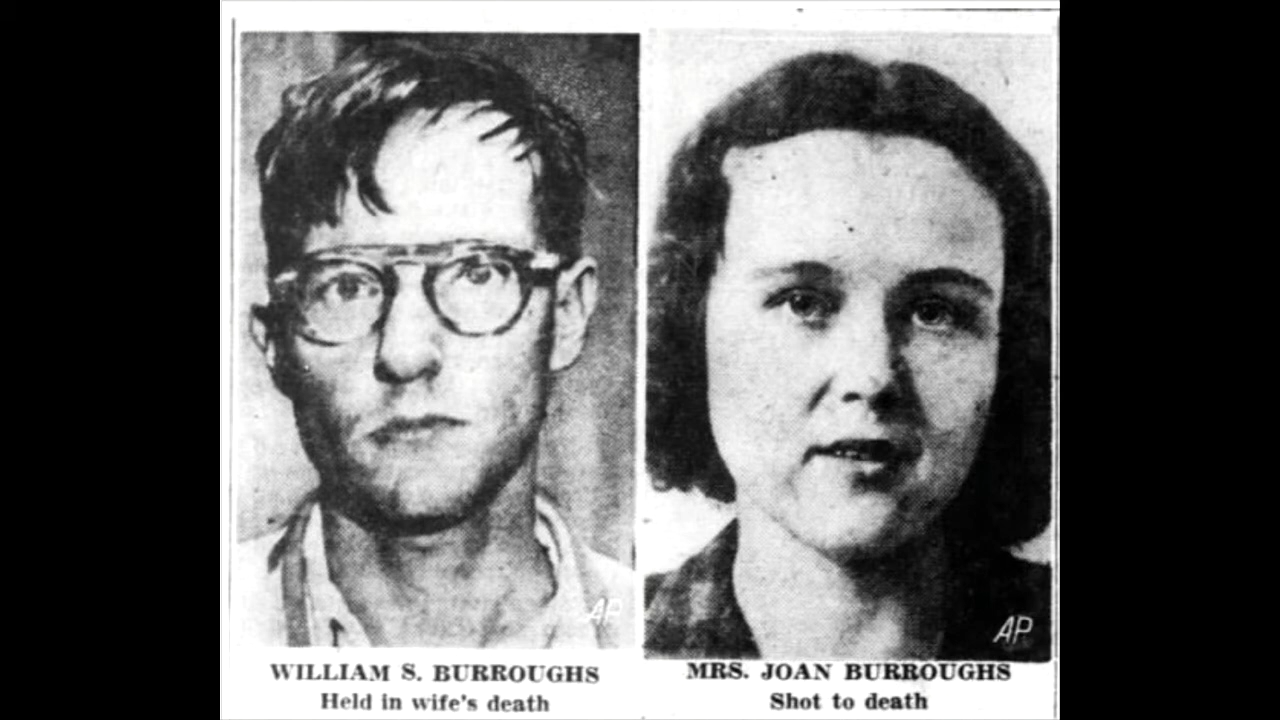 AP
AP
WILLIAM S. BURROUGHS
Held in wife's death
MRS. JOAN BURROUGHS
Shot to death